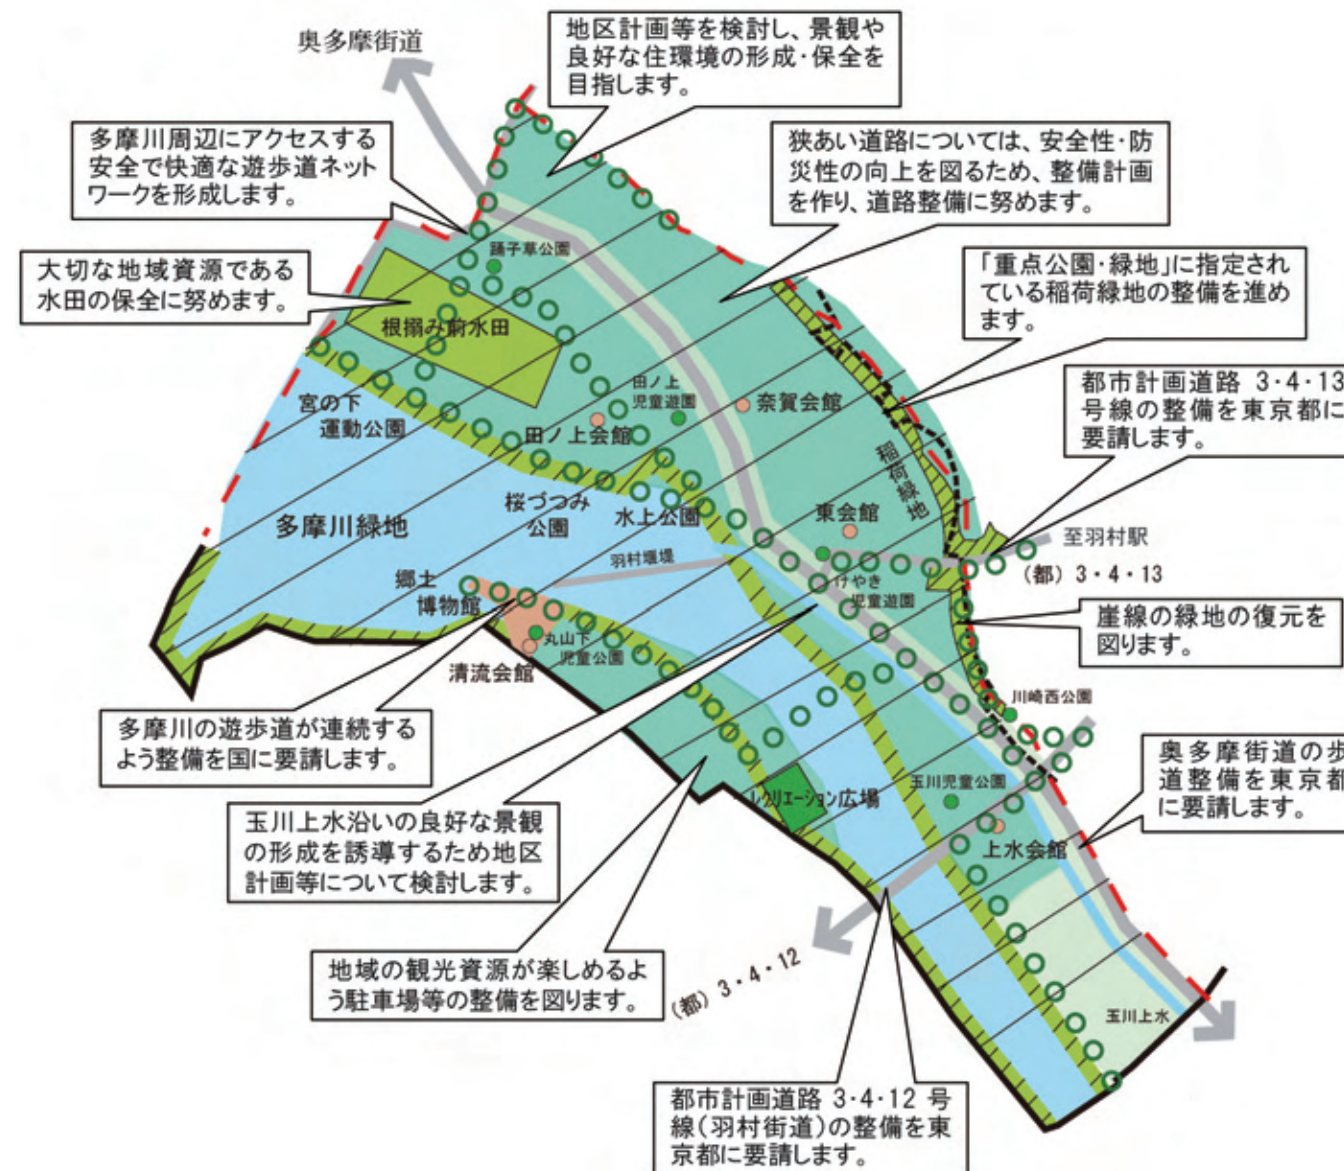 奥多摩街道
地区計画等を検討し、景観や
良好な住環境の形成・保全を
目指します。
多摩川周辺にアクセスする
安全で快適な遊歩道ネット
ワークを形成します。
狭あい道路については、安全性・防
災性の向上を図るため、整備計画
を作り、道路整備に努めます。
大切な地域資源である
水田の保全に努めます。
踊子草公園
「重点公園・緑地」に指定され
ている稲荷緑地の整備を進め
ます。
根搦み前水田
都市計画道路 3・4・13
号線の整備を東京都に
要請します。
宮の下
運動公園
田ノ上
児童遊園
奈賀会館
田ノ上会館
稲荷緑地
多摩川緑地
桜づつみ
公園
水上公園
東会館
至羽村駅
(都) 3・4・13
羽村堰堤
けやき
児童遊園
郷土
博物館
丸山下
児童公園
清流会館
崖線の緑地の復元を
図ります。
川崎西公園
多摩川の遊歩道が連続する
よう整備を国に要請します。
奥多摩街道の歩
道整備を東京都
に要請します。
レクリエーション広場
玉川児童公園
上水会館
玉川上水沿いの良好な景観
の形成を誘導するため地区
計画等について検討します。
地域の観光資源が楽しめるよ
う駐車場等の整備を図ります。
(都) 3・4・12
玉川上水
都市計画道路 3・4・12 号
線(羽村街道)の整備を東
京都に要請します。